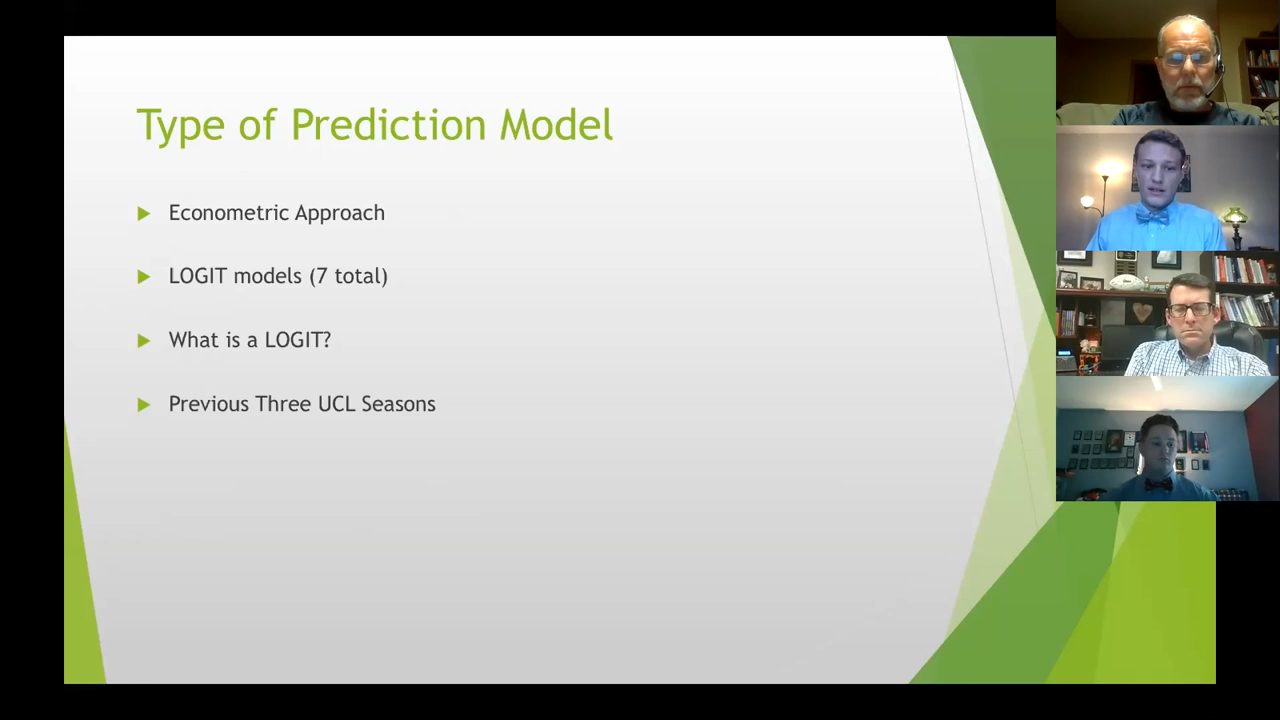 Type of Prediction Model
Econometric Approach
LOGIT models (7 total)
What is a LOGIT?
Previous Three UCL Seasons